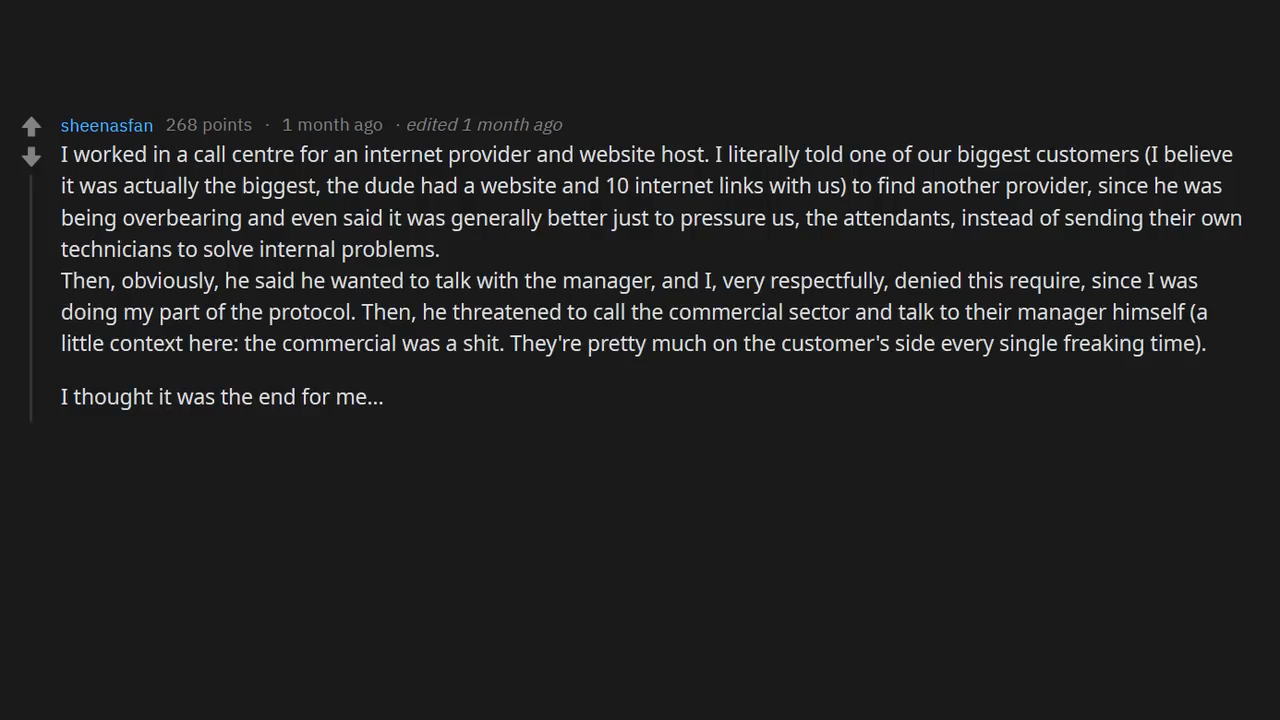 sheenasfan 268 points · 1 month ago · edited 1 month ago
I worked in a call centre for an internet provider and website host. I literally told one of our biggest customers (I believe
it was actually the biggest, the dude had a website and 10 internet links with us) to find another provider, since he was
being overbearing and even said it was generally better just to pressure us, the attendants, instead of sending their own
technicians to solve internal problems.
Then, obviously, he said he wanted to talk with the manager, and I, very respectfully, denied this require, since I was
doing my part of the protocol. Then, he threatened to call the commercial sector and talk to their manager himself (a
little context here: the commercial was a shit. They're pretty much on the customer's side every single freaking time).
I thought it was the end for me...